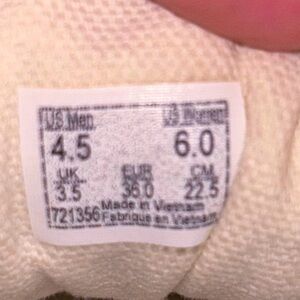 US Men US Women
4.5 6.0
UK EUR CM
3.5 36.0 22.5
721356 Made in Vietnam
Fabriqué en Vietnam